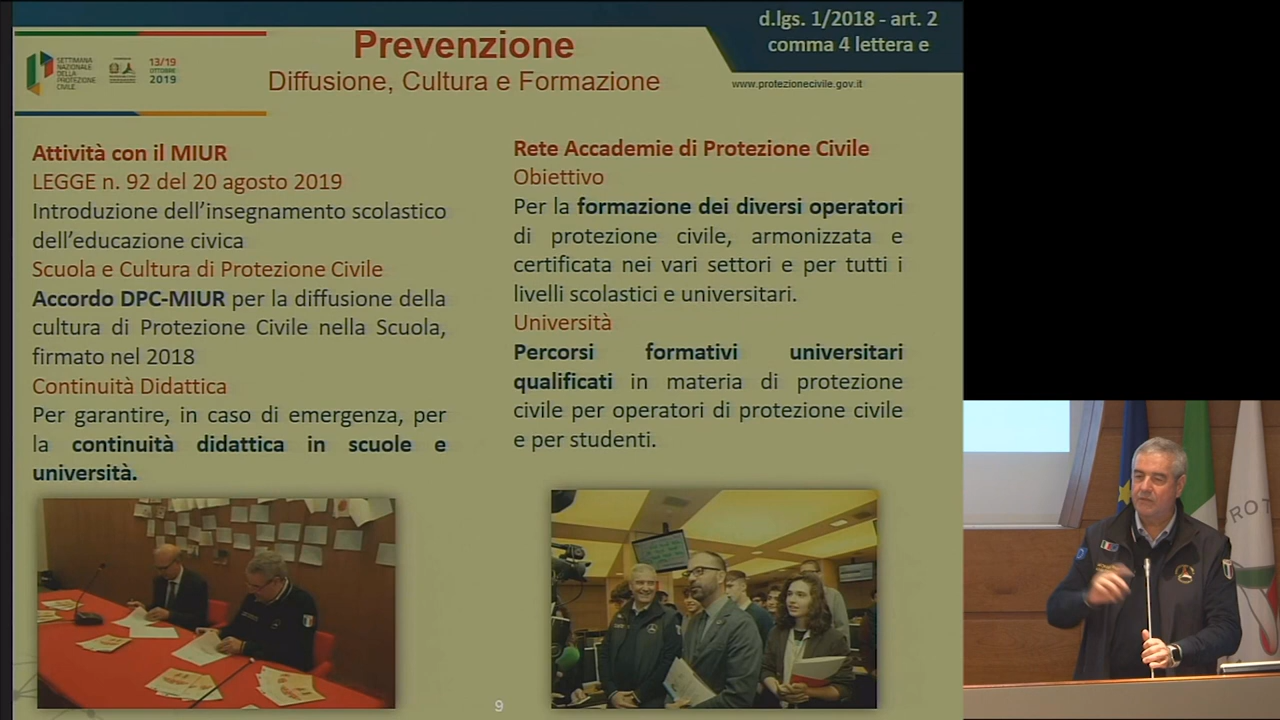 d.lgs. 1/2018 - art. 2
comma 4 lettera e
Prevenzione
Diffusione, Cultura e Formazione
SETTIMANA
NAZIONALE
DELLA
PROTEZIONE
CIVILE
13/19
OTTOBRE
2019
www.protezionecivile.gov.it
Attività con il MIUR
LEGGE n. 92 del 20 agosto 2019
Introduzione dell'insegnamento scolastico
dell'educazione civica
Scuola e Cultura di Protezione Civile
Accordo DPC-MIUR per la diffusione della
cultura di Protezione Civile nella Scuola,
firmato nel 2018
Continuità Didattica
Per garantire, in caso di emergenza, per
la continuità didattica in scuole e
università.
Rete Accademie di Protezione Civile
Obiettivo
Per la formazione dei diversi operatori
di protezione civile, armonizzata e
certificata nei vari settori e per tutti i
livelli scolastici e universitari.
Università
Percorsi formativi universitari
qualificati in materia di protezione
civile per operatori di protezione civile
e per studenti.
9
ROT